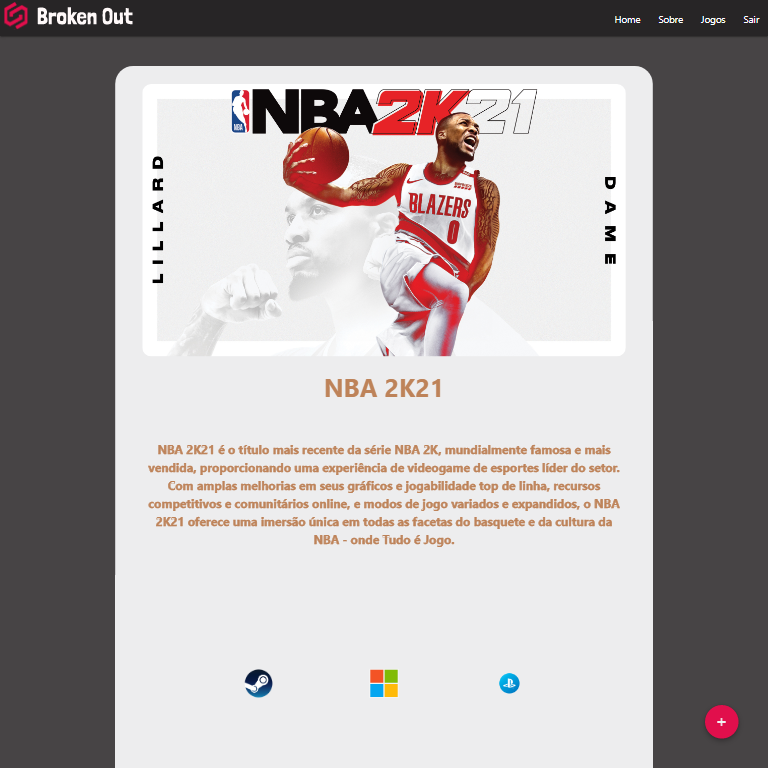 Broken Out
Home Sobre Jogos Sair
NBA NBA2K21
LILLARD
DAME
BLAZERS
0
NBA 2K21
NBA 2K21 é o título mais recente da série NBA 2K, mundialmente famosa e mais
vendida, proporcionando uma experiência de videogame de esportes líder do setor.
Com amplas melhorias em seus gráficos e jogabilidade top de linha, recursos
competitivos e comunitários online, e modos de jogo variados e expandidos, o NBA
2K21 oferece uma imersão única em todas as facetas do basquete e da cultura da
NBA - onde Tudo é Jogo.
+